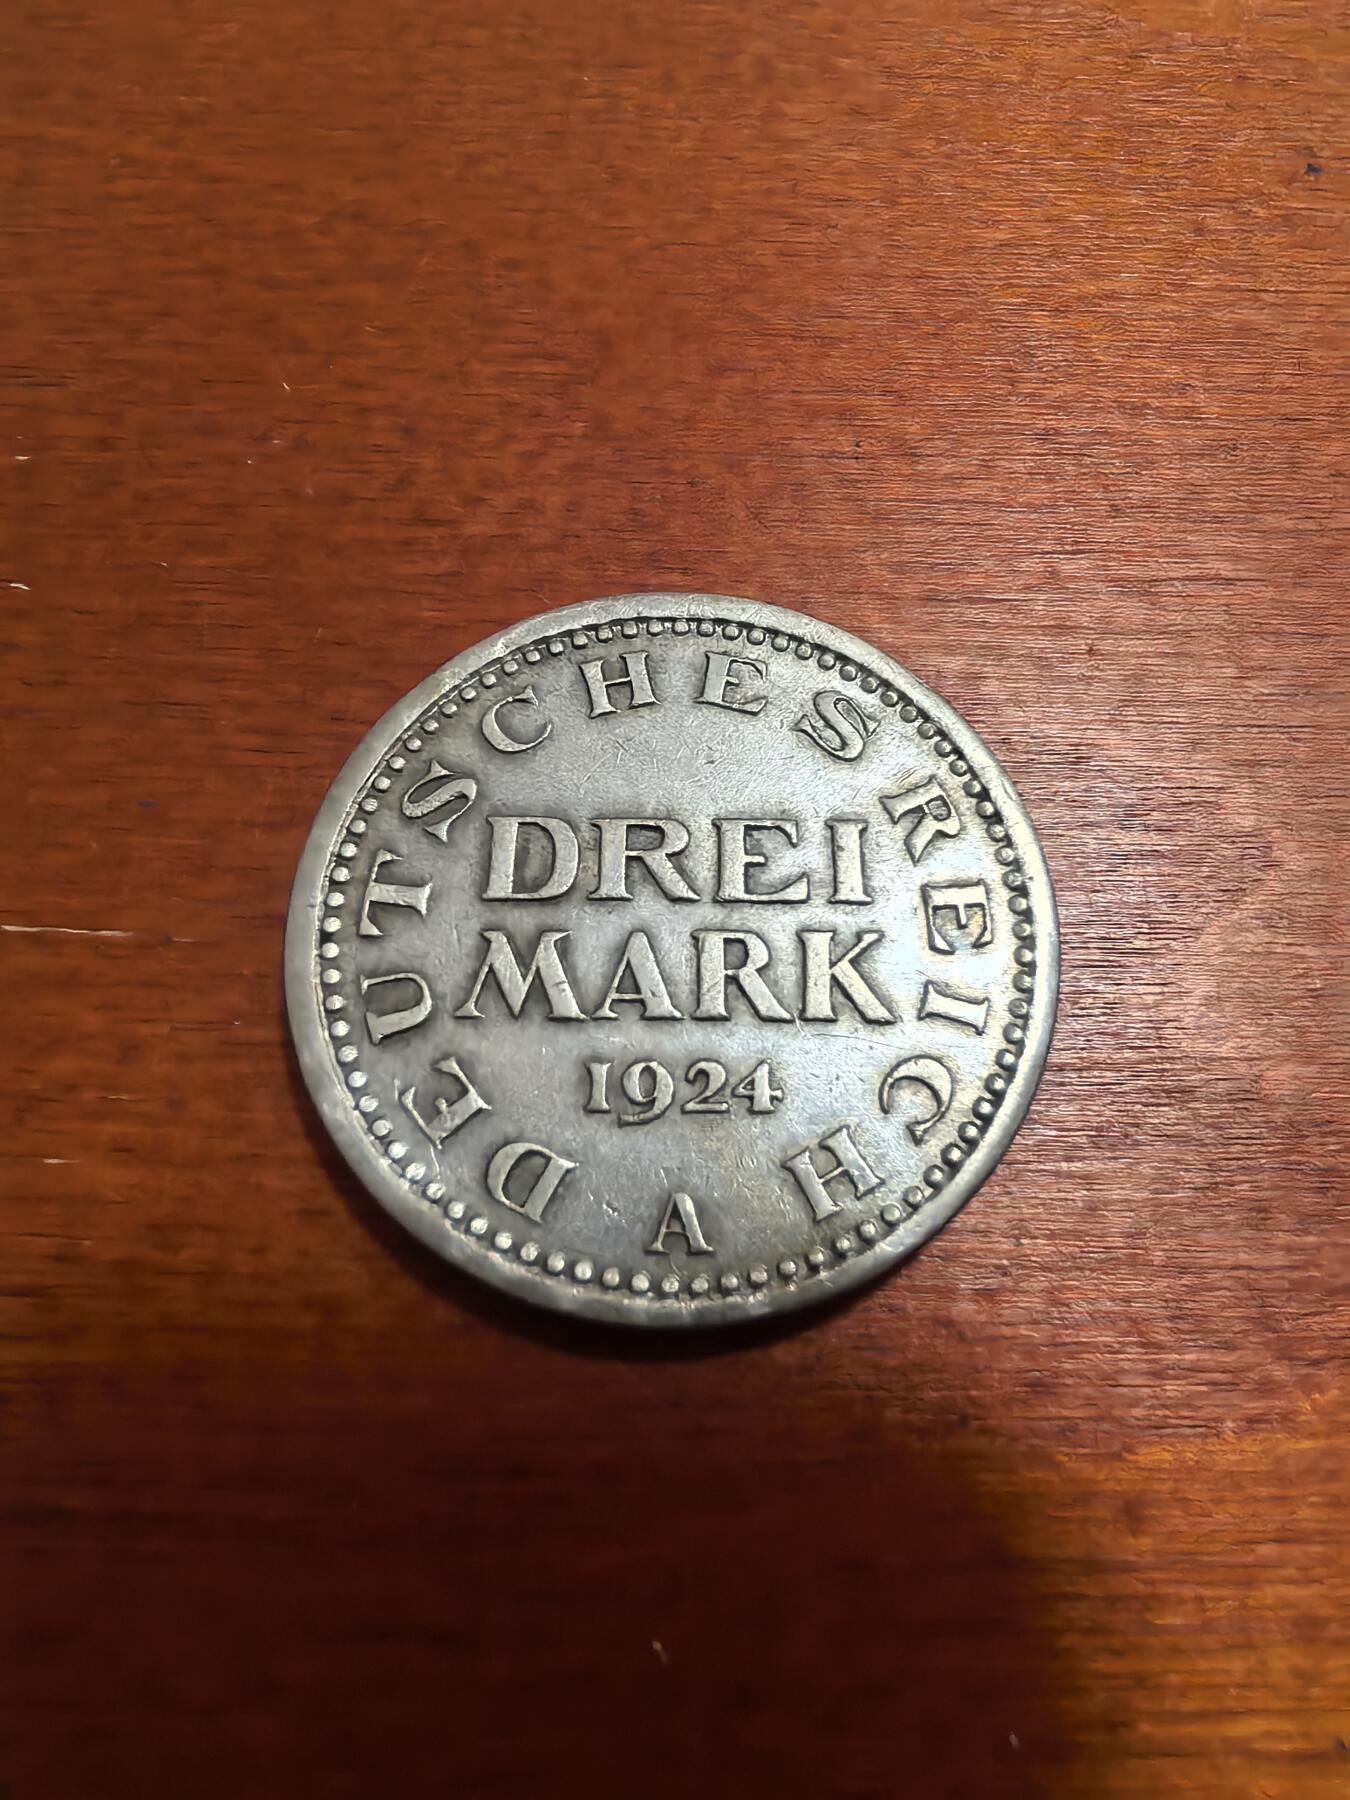 DEUTSCHES REICH
DREI
MARK
1924
A